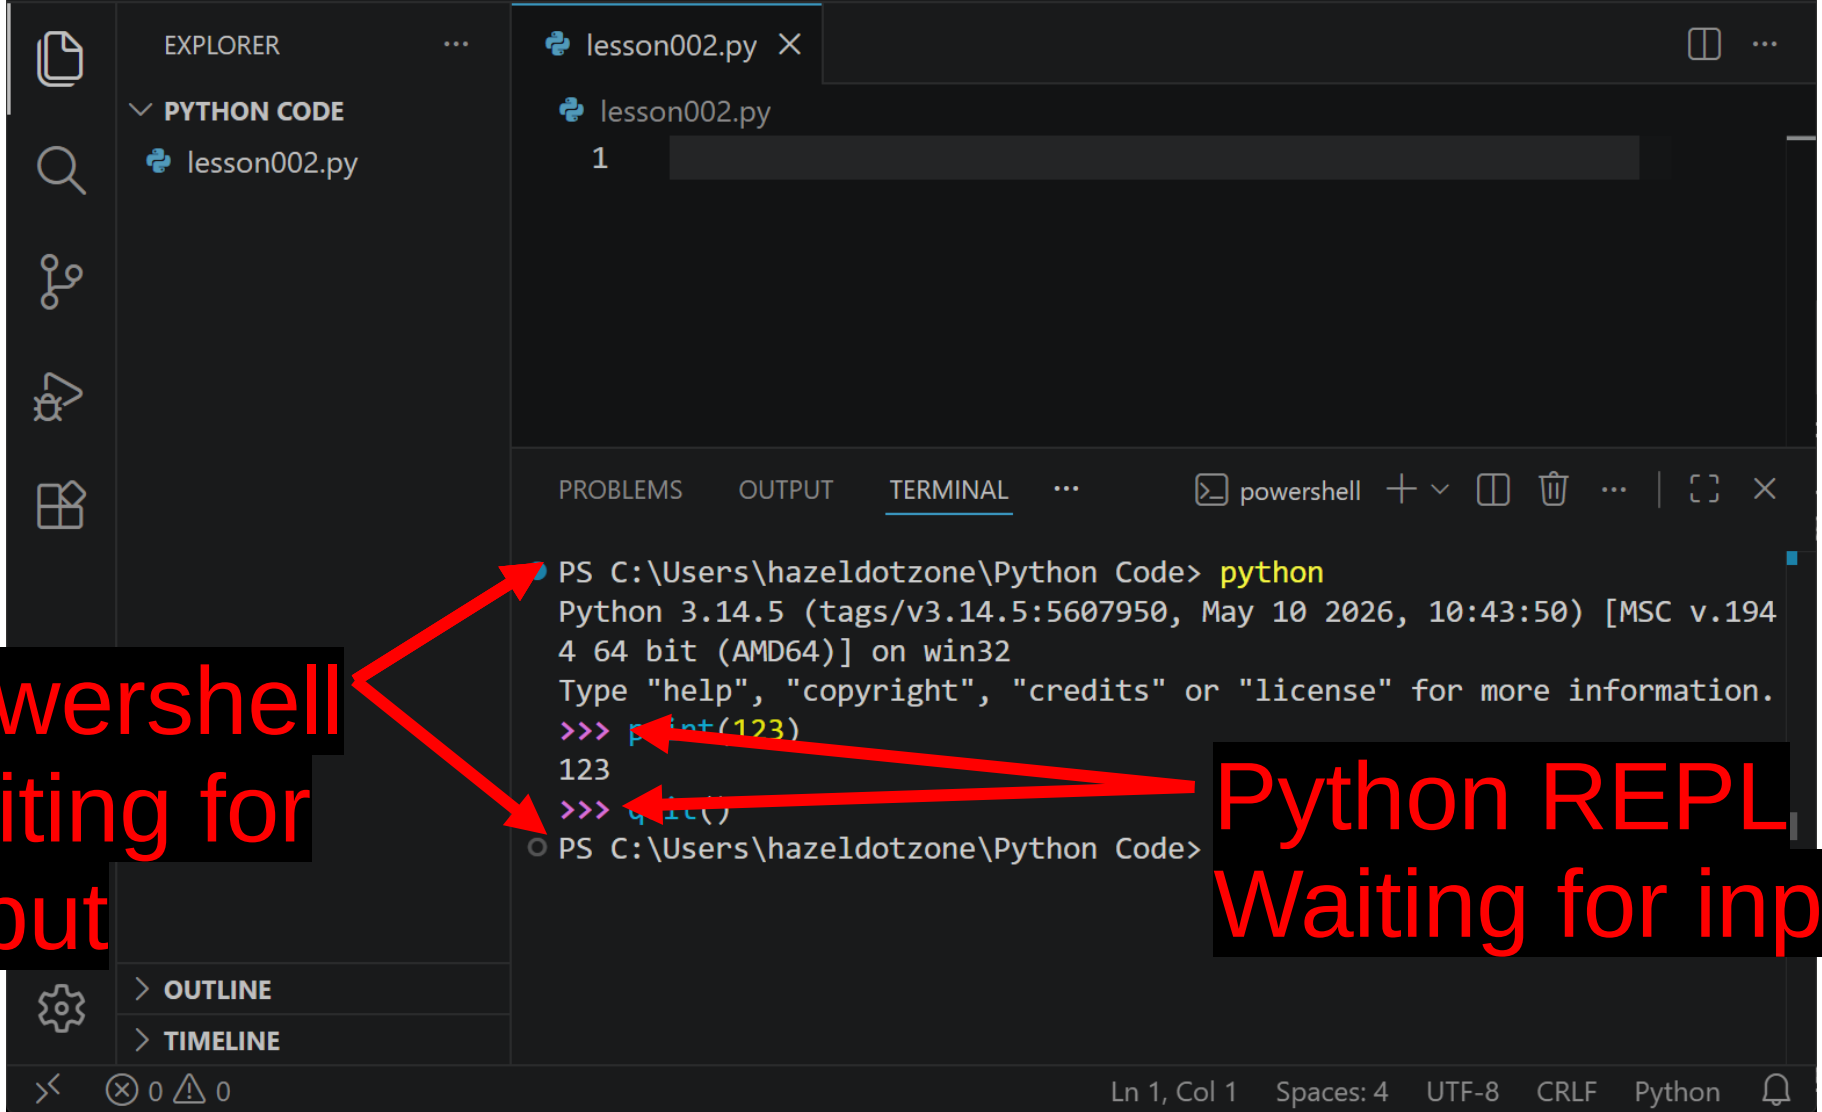 EXPLORER
PYTHON CODE
lesson002.py
lesson002.py
lesson002.py
1
PROBLEMS OUTPUT TERMINAL
powershell
PS C:\Users\hazeldotzone\Python Code> python
Python 3.14.5 (tags/v3.14.5:5607950, May 10 2026, 10:43:50) [MSC v.194
4 64 bit (AMD64)] on win32
Type "help", "copyright", "credits" or "license" for more information.
>>> print(123)
123
>>> quit()
PS C:\Users\hazeldotzone\Python Code>
wershell
iting for
put
Python REPL
Waiting for inp
OUTLINE
TIMELINE
0 0
Ln 1, Col 1 Spaces: 4 UTF-8 CRLF Python